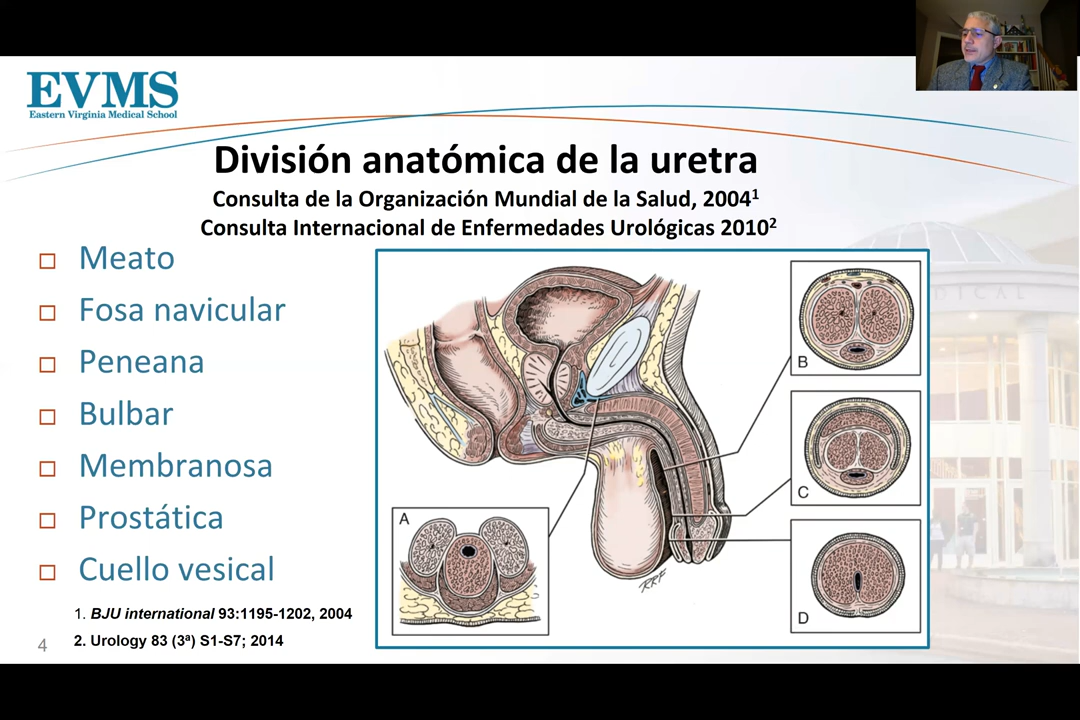 EVMS
Eastern Virginia Medical School
División anatómica de la uretra
Consulta de la Organización Mundial de la Salud, 2004¹
Consulta Internacional de Enfermedades Urológicas 2010²
Meato
Fosa navicular
Peneana
Bulbar
Membranosa
Prostática
Cuello vesical
A
B
C
D
RRF
DICAL
1. BJU international 93:1195-1202, 2004
2. Urology 83 (3ª) S1-S7; 2014
4